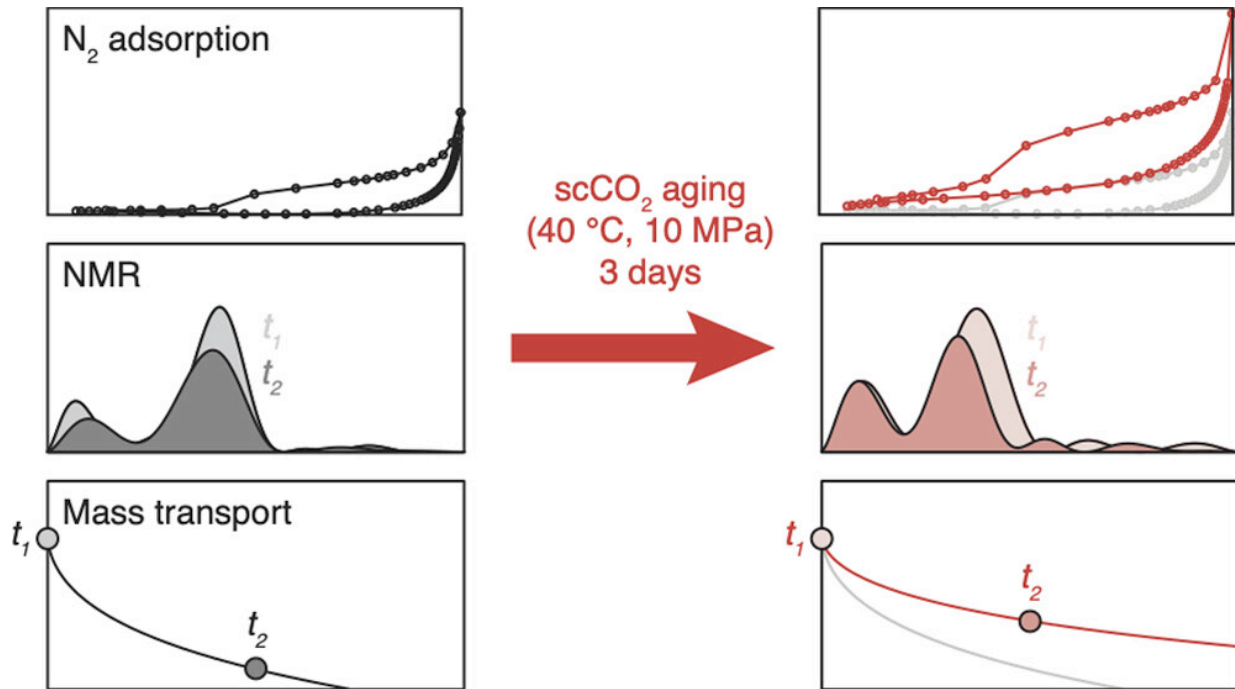 N₂ adsorption
scCO₂ aging
(40 °C, 10 MPa)
3 days
NMR
t₁
t₂
t₁
t₂
Mass transport
t₁
t₂
t₁
t₂